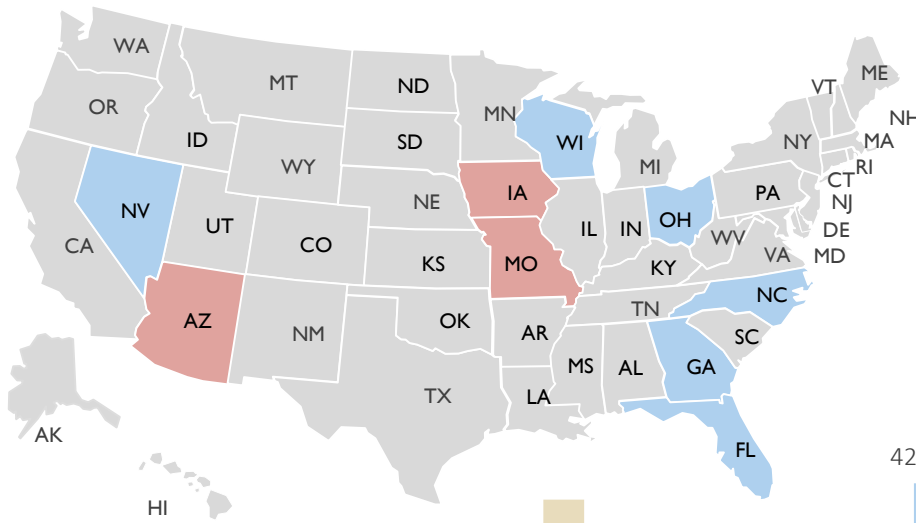 WA
ME
VT
MT
ND
OR
MN
NH
NY
MA
ID
SD
WI
RI
MI
WY
CT
PA
IA
NE
NJ
NV
OH
UT
IL
IN
DE
CA
CO
WV
MD
VA
KS
MO
KY
NC
AZ
OK
TN
NM
AR
SC
MS
AL
GA
TX
LA
AK
FL
42
HI